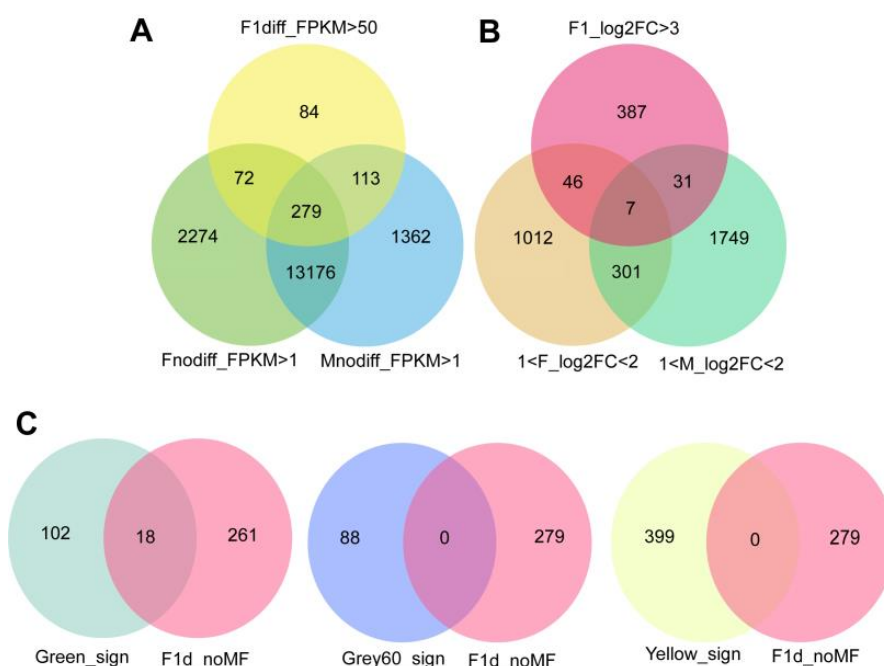 A
F1diff_FPKM>50
84
72
113
279
2274
1362
13176
Fnodiff_FPKM>1
Mnodiff_FPKM>1
B
F1_log2FC>3
387
46
31
7
1012
1749
301
1<F_log2FC<2
1<M_log2FC<2
C
102
18
261
Green_sign
F1d_noMF
88
0
279
Grey60_sign
F1d_noMF
399
0
279
Yellow_sign
F1d_noMF